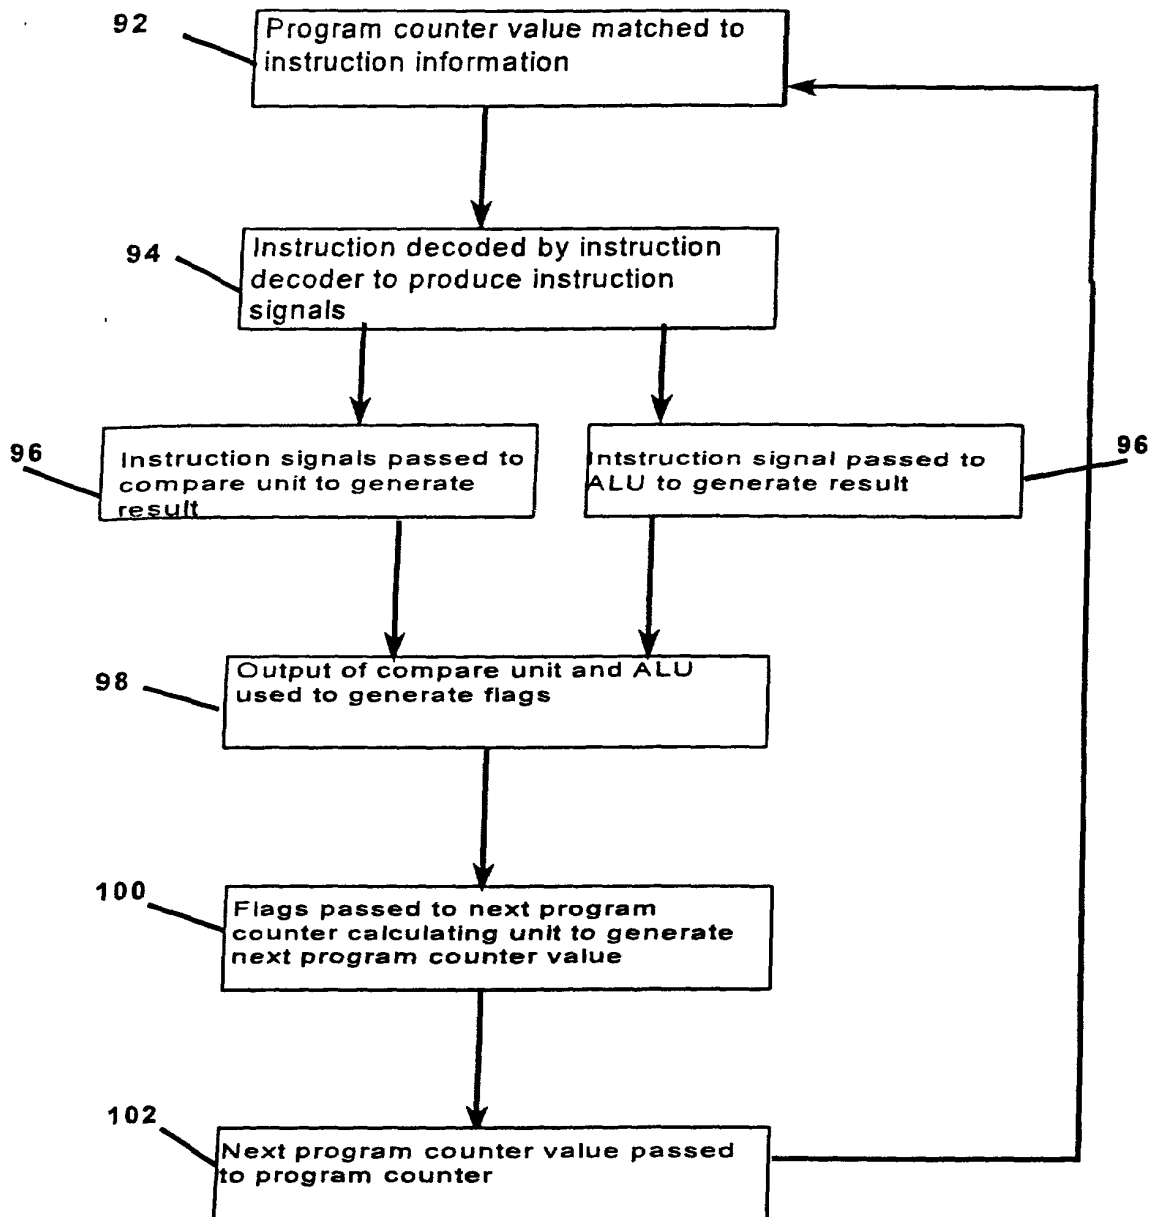 92
Program counter value matched to
instruction information
94
Instruction decoded by instruction
decoder to produce instruction
signals
96
Instruction signals passed to
compare unit to generate
result
Intstruction signal passed to
ALU to generate result
96
98
Output of compare unit and ALU
used to generate flags
100
Flags passed to next program
counter calculating unit to generate
next program counter value
102
Next program counter value passed
to program counter